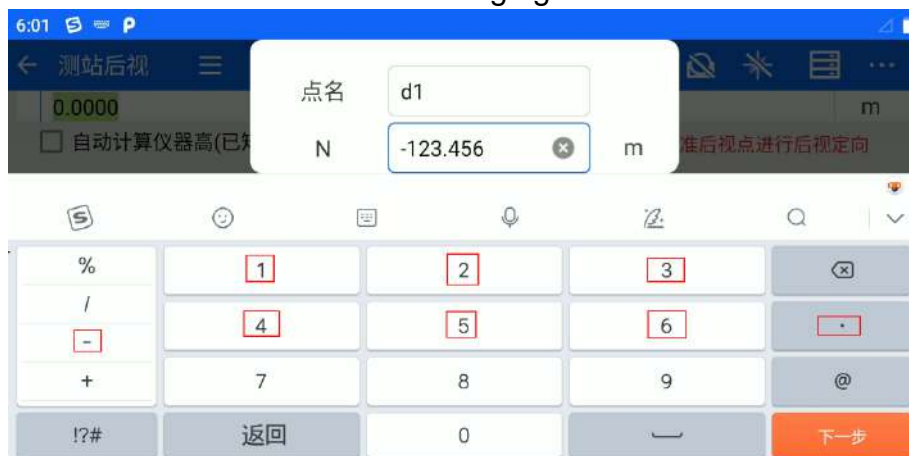 6:01
测站后视
点名 d1
0.0000 m
自动计算仪器高(已
N -123.456 m
准后视点进行后视定向
% 1 2 3
/
4 5 6 .
-
+ 7 8 9 @
!?# 返回 0 下一步